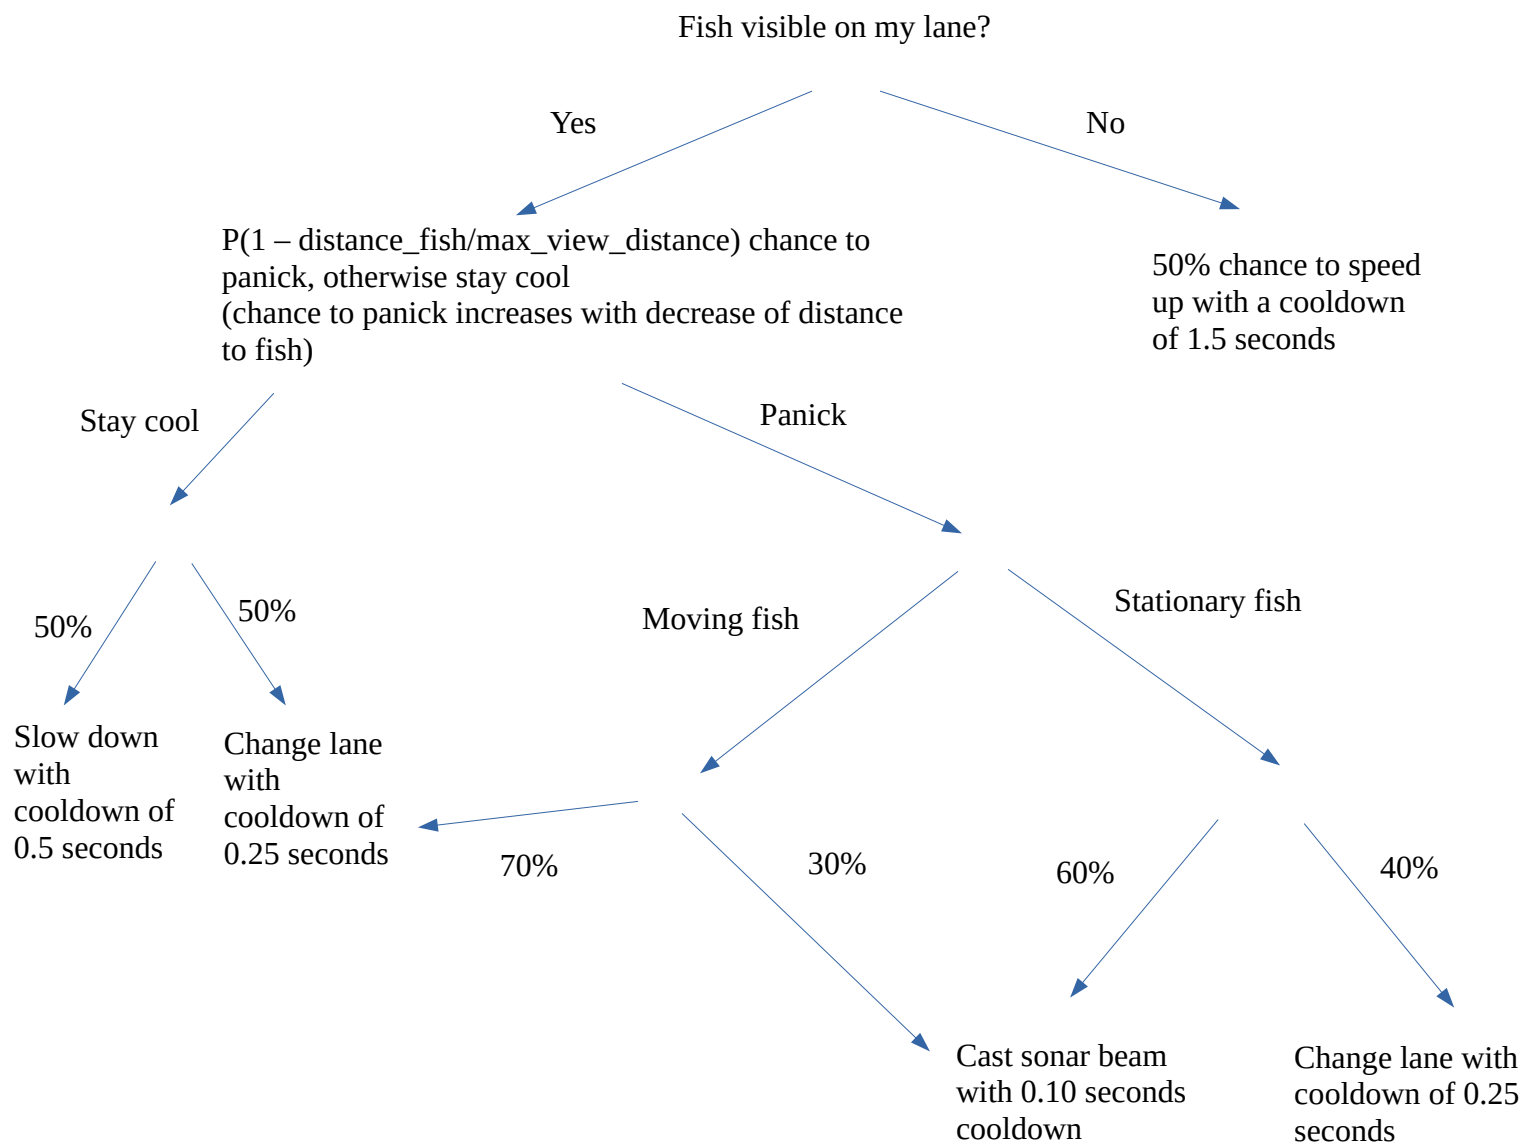 Fish visible on my lane?
Yes
No
P(1 – distance_fish/max_view_distance) chance to
panick, otherwise stay cool
(chance to panick increases with decrease of distance
to fish)
50% chance to speed
up with a cooldown
of 1.5 seconds
Stay cool
Panick
50%
50%
Moving fish
Stationary fish
Slow down
with
cooldown of
0.5 seconds
Change lane
with
cooldown of
0.25 seconds
70%
30%
60%
40%
Cast sonar beam
with 0.10 seconds
cooldown
Change lane with
cooldown of 0.25
seconds